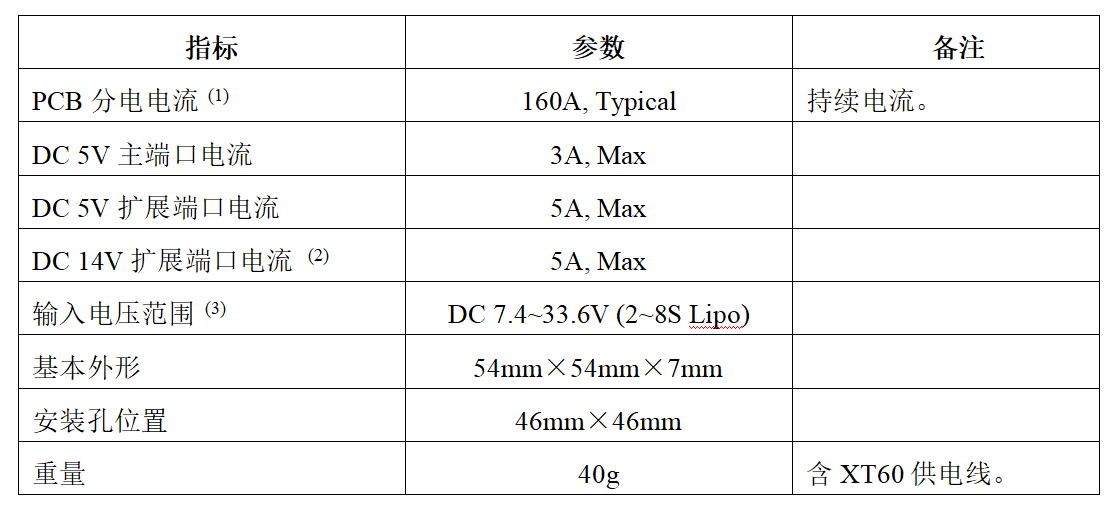 指标 参数 备注
PCB 分电电流 (1) 160A, Typical 持续电流。
DC 5V 主端口电流 3A, Max
DC 5V 扩展端口电流 5A, Max
DC 14V 扩展端口电流 (2) 5A, Max
输入电压范围 (3) DC 7.4~33.6V (2~8S Lipo)
基本外形 54mm×54mm×7mm
安装孔位置 46mm×46mm
重量 40g 含 XT60 供电线。